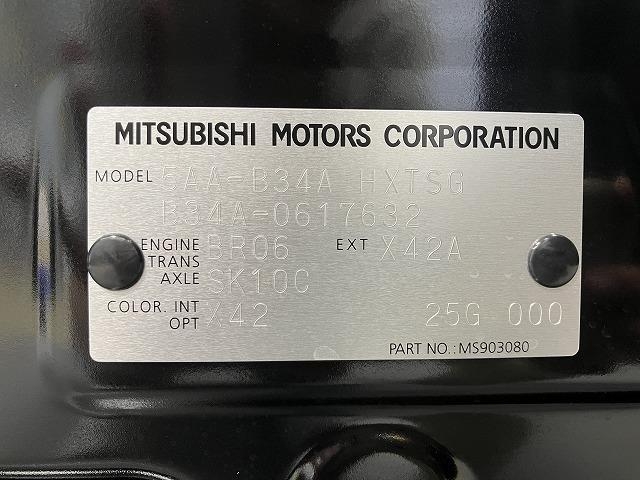 MITSUBISHI MOTORS CORPORATION
MODEL 5AA-B34A HXTSG
B34A-0617632
ENGINE BR06 EXT X42A
TRANS
AXLE SK10C
COLOR. INT X42 25G 000
OPT
PART NO.: MS903080